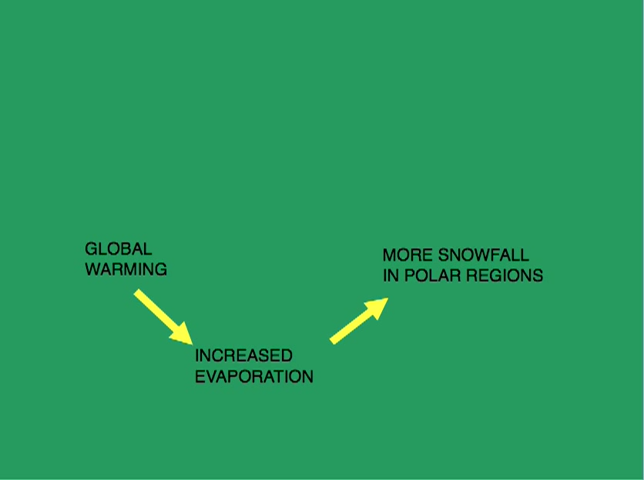 GLOBAL
WARMING
MORE SNOWFALL
IN POLAR REGIONS
INCREASED
EVAPORATION